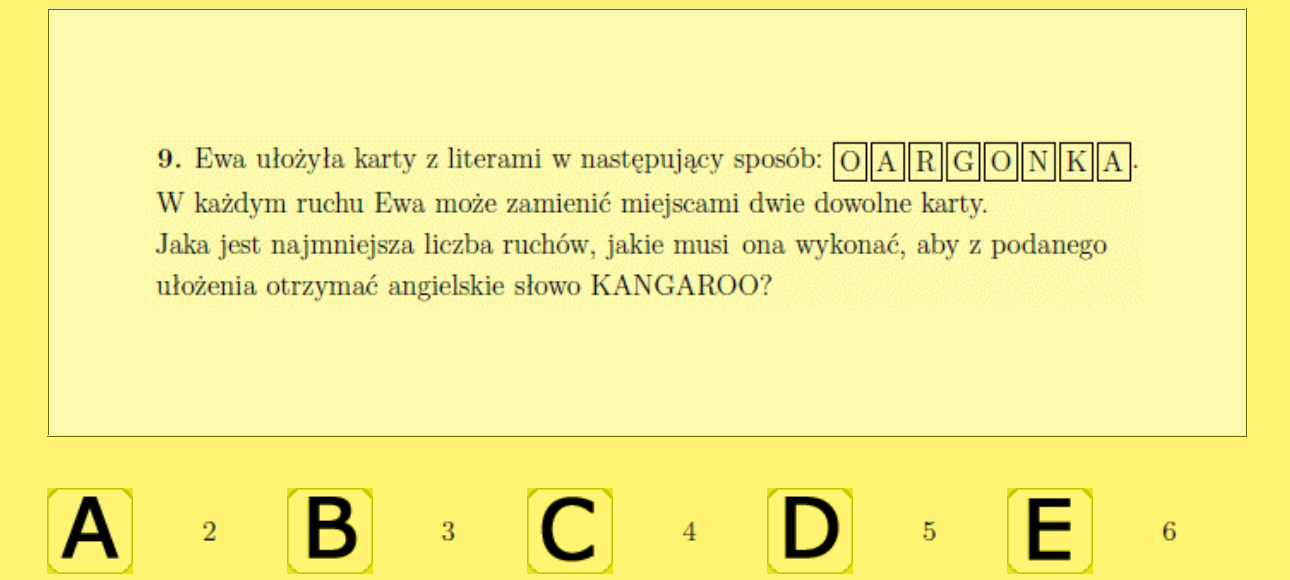 9. Ewa ułożyła karty z literami w następujący sposób: O A R G O N K A.
W każdym ruchu Ewa może zamienić miejscami dwie dowolne karty.
Jaka jest najmniejsza liczba ruchów, jakie musi ona wykonać, aby z podanego
ułożenia otrzymać angielskie słowo KANGAROO?
A 2 B 3 C 4 D 5 E 6